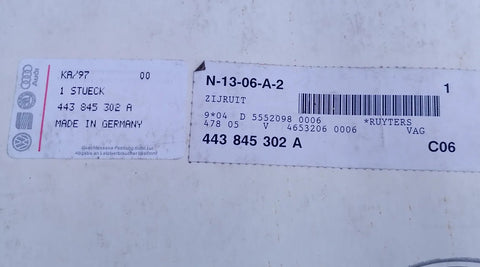 Audi
KA/97 00
1 STUECK
443 845 302 A
MADE IN GERMANY
N-13-06-A-2 1
ZIJRUIT
9*04 D 5552098 0006 *RUYTERS
478 05 V 4653206 0006 VAG
443 845 302 A C06